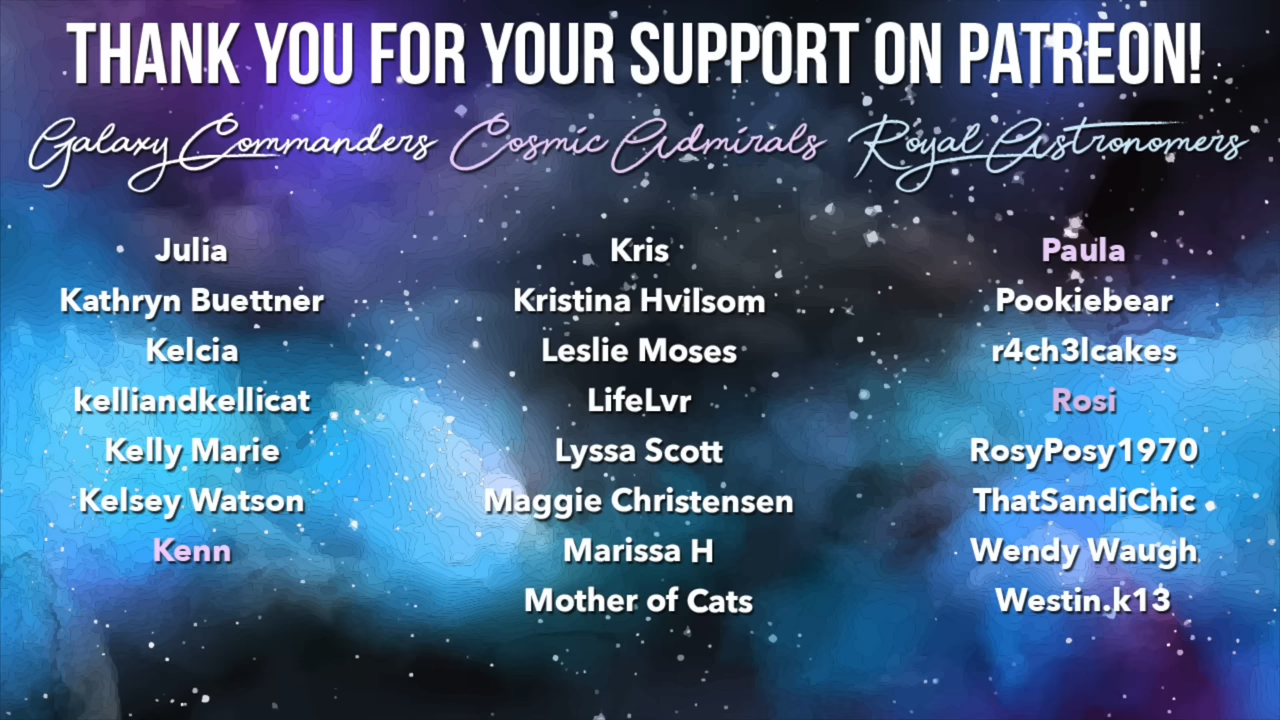 THANK YOU FOR YOUR SUPPORT ON PATREON!
Galaxy Commanders Cosmic Admirals Royal Astronomers
Julia
Kathryn Buettner
Kelcia
kelliandkellicat
Kelly Marie
Kelsey Watson
Kenn
Kris
Kristina Hvilsom
Leslie Moses
LifeLvr
Lyssa Scott
Maggie Christensen
Marissa H
Mother of Cats
Paula
Pookiebear
r4ch3lcakes
Rosi
RosyPosy1970
ThatSandiChic
Wendy Waugh
Westin.k13